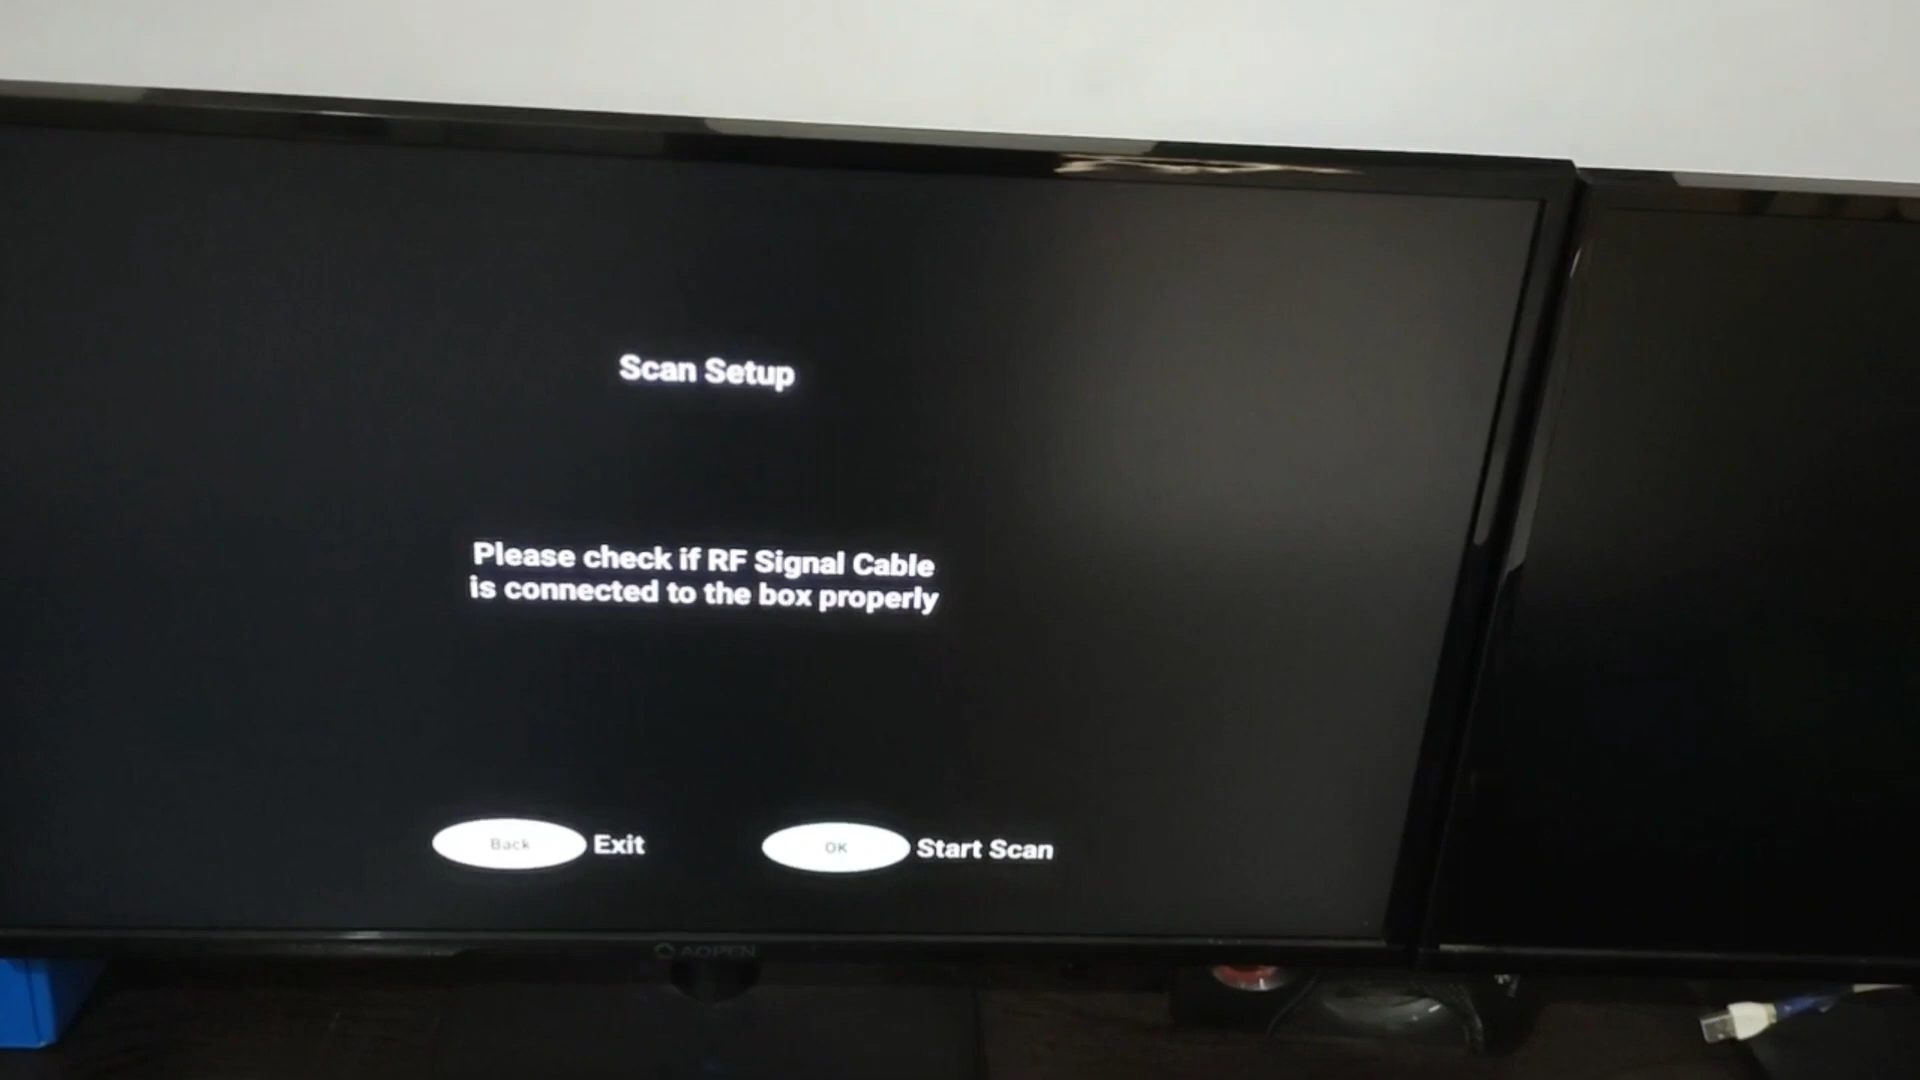 Scan Setup
Please check if RF Signal Cable
is connected to the box properly
Back Exit
OK Start Scan
AOPEN